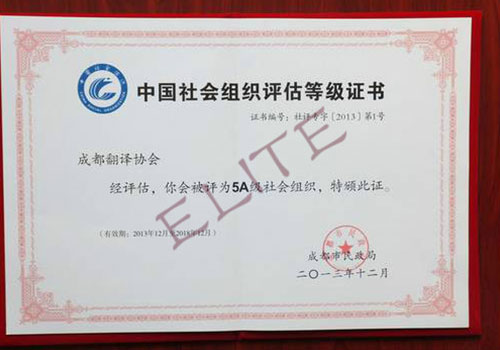 中国社会组织评估等级证书
证书编号：社评秀字［2013］第1号
成都翻译协会
经评估，你会被评为5A级社会组织，特颁此证。
（有效期：2013年12月至2018年12月）
ELITE
成都市民政局
二〇一三年十二月